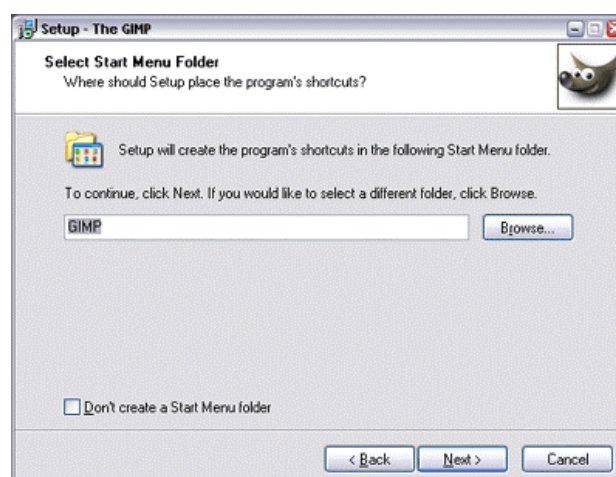 Setup - The GIMP
Select Start Menu Folder
Where should Setup place the program's shortcuts?
Setup will create the program's shortcuts in the following Start Menu folder.
To continue, click Next. If you would like to select a different folder, click Browse.
GIMP
Browse...
Don't create a Start Menu folder
< Back
Next >
Cancel